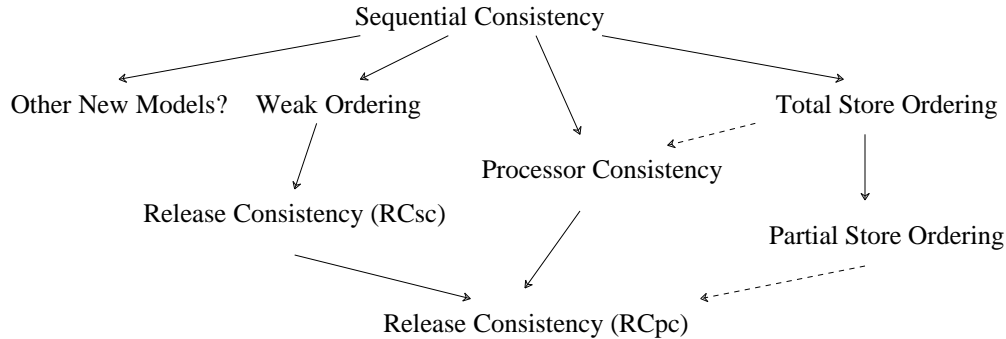 Sequential Consistency
Other New Models?
Weak Ordering
Total Store Ordering
Processor Consistency
Release Consistency (RCsc)
Partial Store Ordering
Release Consistency (RCpc)